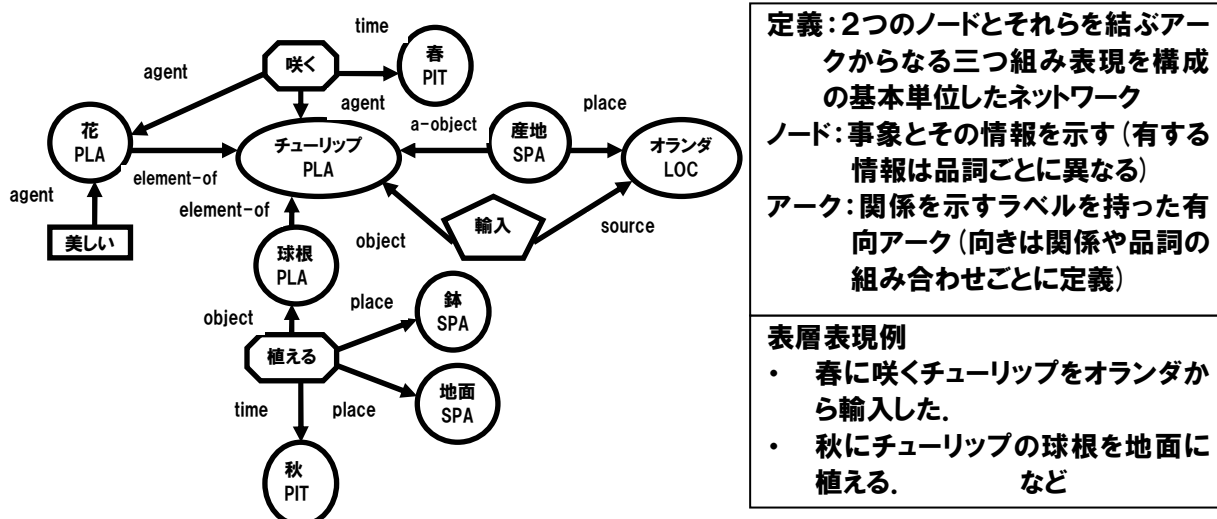 time
咲く
春
PIT
agent
agent
place
花
PLA
チューリップ
PLA
a-object
産地
SPA
オランダ
LOC
agent
element-of
element-of
美しい
object
輸入
source
球根
PLA
place
鉢
SPA
object
植える
time
place
地面
SPA
秋
PIT
定義:2つのノードとそれらを結ぶアー
クからなる三つ組み表現を構成
の基本単位したネットワーク
ノード:事象とその情報を示す(有する
情報は品詞ごとに異なる)
アーク:関係を示すラベルを持った有
向アーク(向きは関係や品詞の
組み合わせごとに定義)
表層表現例
・ 春に咲くチューリップをオランダか
ら輸入した.
・ 秋にチューリップの球根を地面に
植える. など